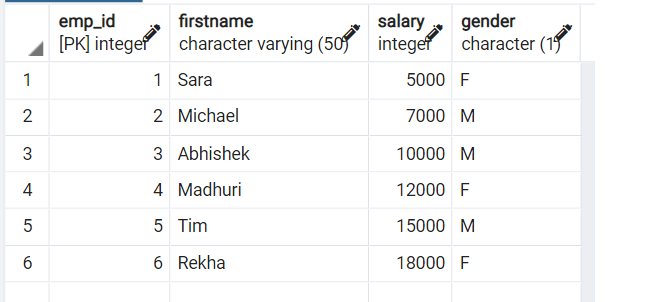 emp_id firstname salary gender
[PK] integer character varying (50) integer character (1)
1 1 Sara 5000 F
2 2 Michael 7000 M
3 3 Abhishek 10000 M
4 4 Madhuri 12000 F
5 5 Tim 15000 M
6 6 Rekha 18000 F